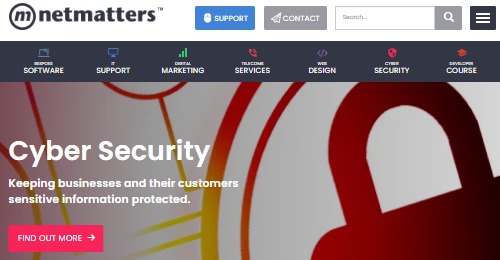 netmatters™
SUPPORT
CONTACT
Search...
BESPOKE
SOFTWARE
IT
SUPPORT
DIGITAL
MARKETING
TELECOMS
SERVICES
WEB
DESIGN
CYBER
SECURITY
DEVELOPER
COURSE
Cyber Security
Keeping businesses and their customers
sensitive information protected.
FIND OUT MORE